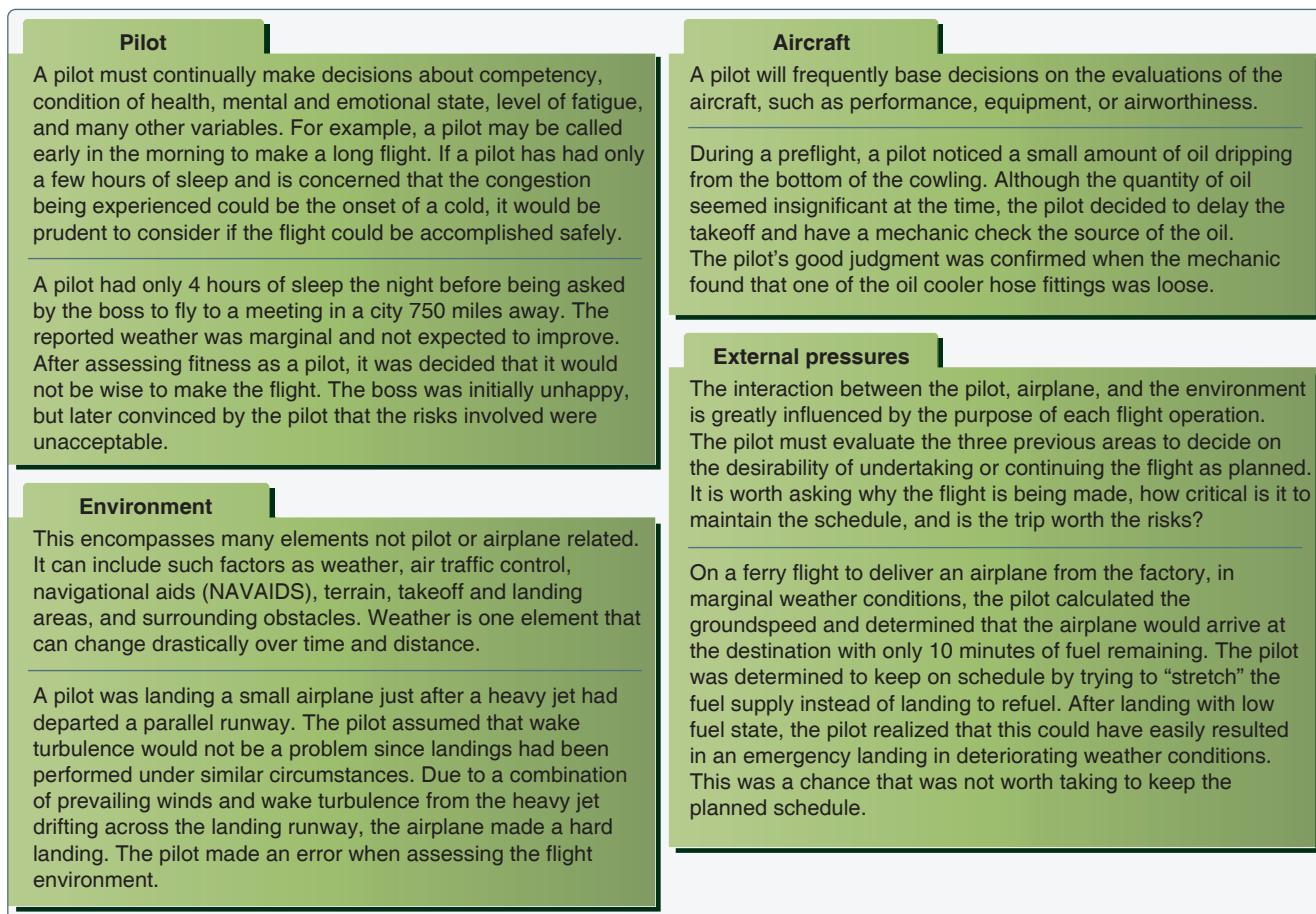 Pilot
A pilot must continually make decisions about competency,
condition of health, mental and emotional state, level of fatigue,
and many other variables. For example, a pilot may be called
early in the morning to make a long flight. If a pilot has had only
a few hours of sleep and is concerned that the congestion
being experienced could be the onset of a cold, it would be
prudent to consider if the flight could be accomplished safely.
A pilot had only 4 hours of sleep the night before being asked
by the boss to fly to a meeting in a city 750 miles away. The
reported weather was marginal and not expected to improve.
After assessing fitness as a pilot, it was decided that it would
not be wise to make the flight. The boss was initially unhappy,
but later convinced by the pilot that the risks involved were
unacceptable.
Environment
This encompasses many elements not pilot or airplane related.
It can include such factors as weather, air traffic control,
navigational aids (NAVAIDS), terrain, takeoff and landing
areas, and surrounding obstacles. Weather is one element that
can change drastically over time and distance.
A pilot was landing a small airplane just after a heavy jet had
departed a parallel runway. The pilot assumed that wake
turbulence would not be a problem since landings had been
performed under similar circumstances. Due to a combination
of prevailing winds and wake turbulence from the heavy jet
drifting across the landing runway, the airplane made a hard
landing. The pilot made an error when assessing the flight
environment.
Aircraft
A pilot will frequently base decisions on the evaluations of the
aircraft, such as performance, equipment, or airworthiness.
During a preflight, a pilot noticed a small amount of oil dripping
from the bottom of the cowling. Although the quantity of oil
seemed insignificant at the time, the pilot decided to delay the
takeoff and have a mechanic check the source of the oil.
The pilot's good judgment was confirmed when the mechanic
found that one of the oil cooler hose fittings was loose.
External pressures
The interaction between the pilot, airplane, and the environment
is greatly influenced by the purpose of each flight operation.
The pilot must evaluate the three previous areas to decide on
the desirability of undertaking or continuing the flight as planned.
It is worth asking why the flight is being made, how critical is it to
maintain the schedule, and is the trip worth the risks?
On a ferry flight to deliver an airplane from the factory, in
marginal weather conditions, the pilot calculated the
groundspeed and determined that the airplane would arrive at
the destination with only 10 minutes of fuel remaining. The pilot
was determined to keep on schedule by trying to “stretch” the
fuel supply instead of landing to refuel. After landing with low
fuel state, the pilot realized that this could have easily resulted
in an emergency landing in deteriorating weather conditions.
This was a chance that was not worth taking to keep the
planned schedule.